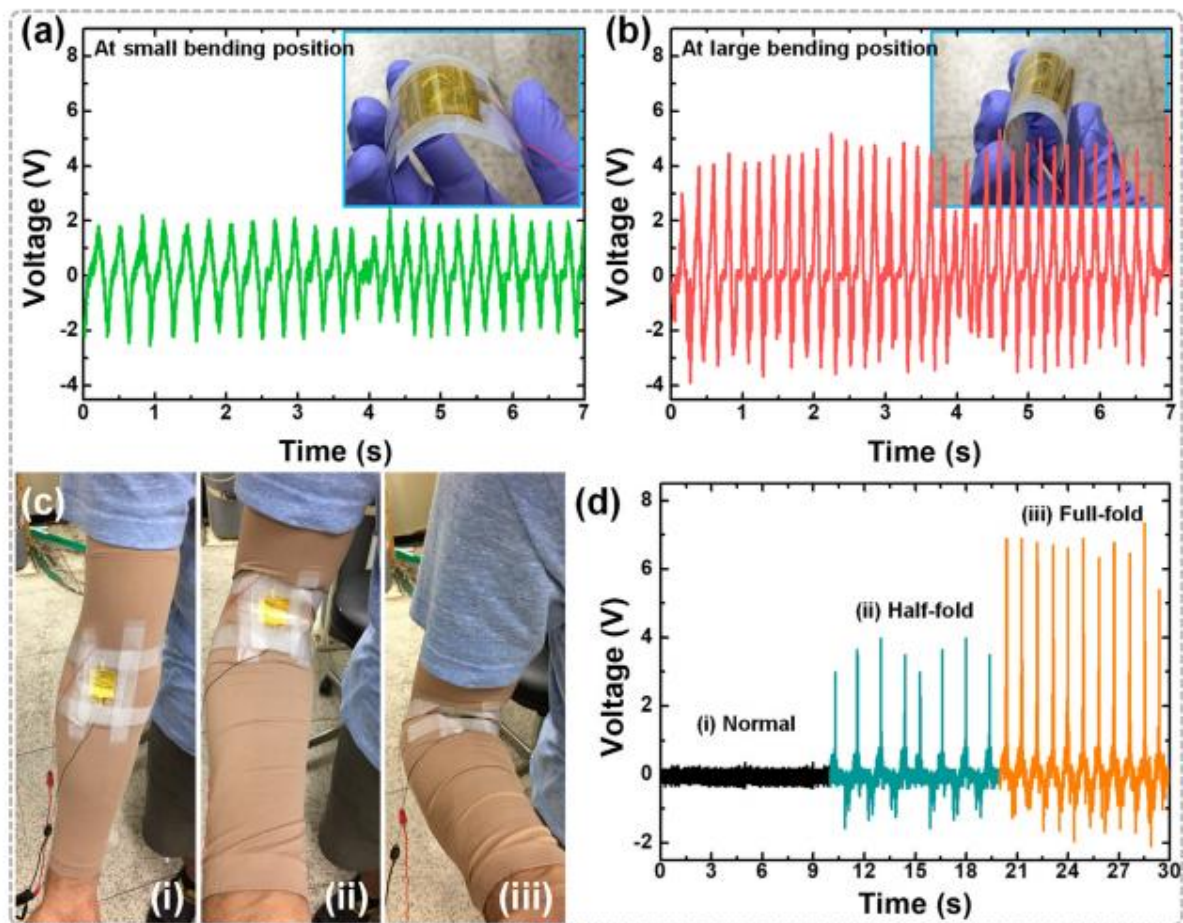 (a)
At small bending position
8
6
4
2
0
-2
-4
Voltage (V)
0 1 2 3 4 5 6 7
Time (s)
(b)
At large bending position
8
6
4
2
0
-2
-4
Voltage (V)
0 1 2 3 4 5 6 7
Time (s)
(c)
(i)
(ii)
(iii)
(d)
8
6
4
2
0
-2
Voltage (V)
(iii) Full-fold
(ii) Half-fold
(i) Normal
0 3 6 9 12 15 18 21 24 27 30
Time (s)